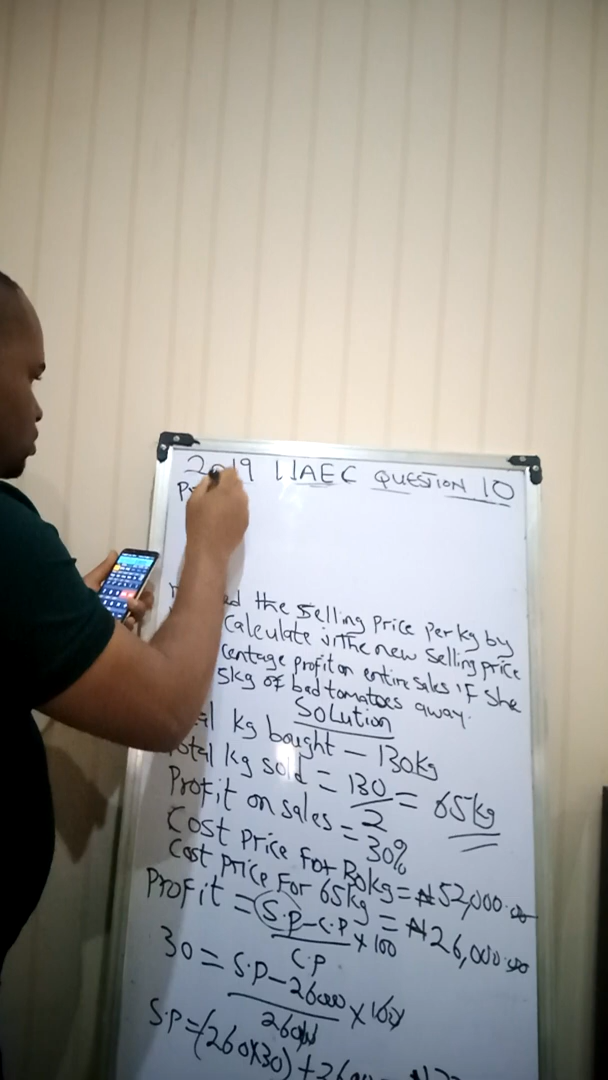 2019 WAEC QUESTION 10
the selling price per kg by
Calculate in the new selling price
centage profit on entire sales if she
5kg of bad tomatoes away.
Solution
kg bought - 130kg
total kg sold = 130/2 = 65kg
Profit on sales = 30%
Cost price for 130kg = ₦52,000.00
Cost price for 65kg = ₦26,000.00
Profit = S.P-C.P/C.P × 100
30 = S.P-26000/26000 × 100
S.P = (260×30) +